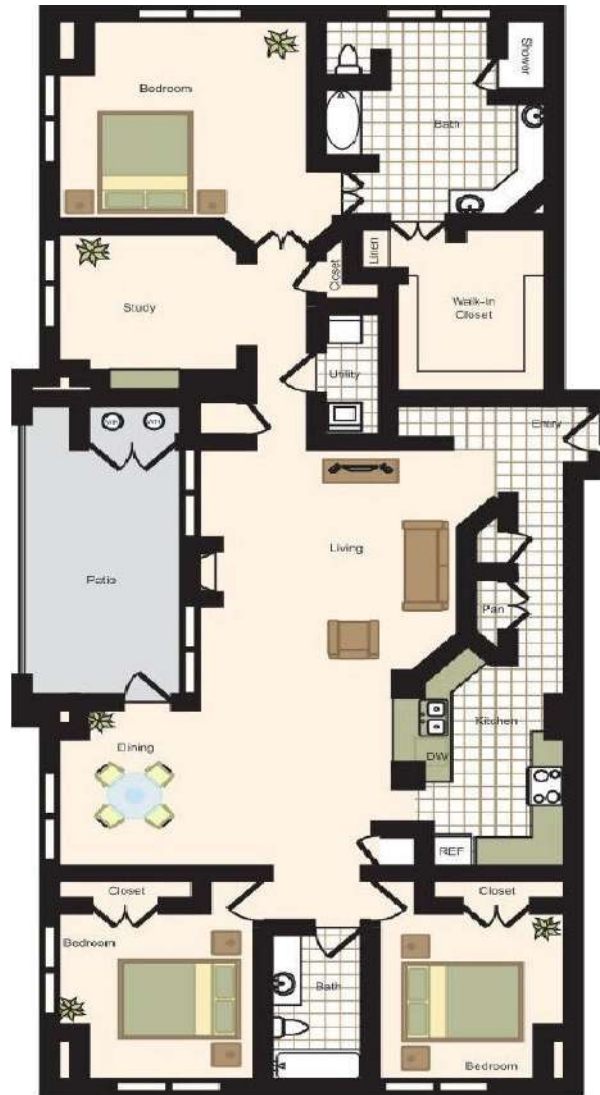 Shower
Bedroom
Bath
Linen
Closet
Walk-in
Closet
Study
Utility
Entry
WH
Living
Patio
Pan
Kitchen
Dining
DW
REF
Closet
Closet
Bedroom
Bath
Bedroom